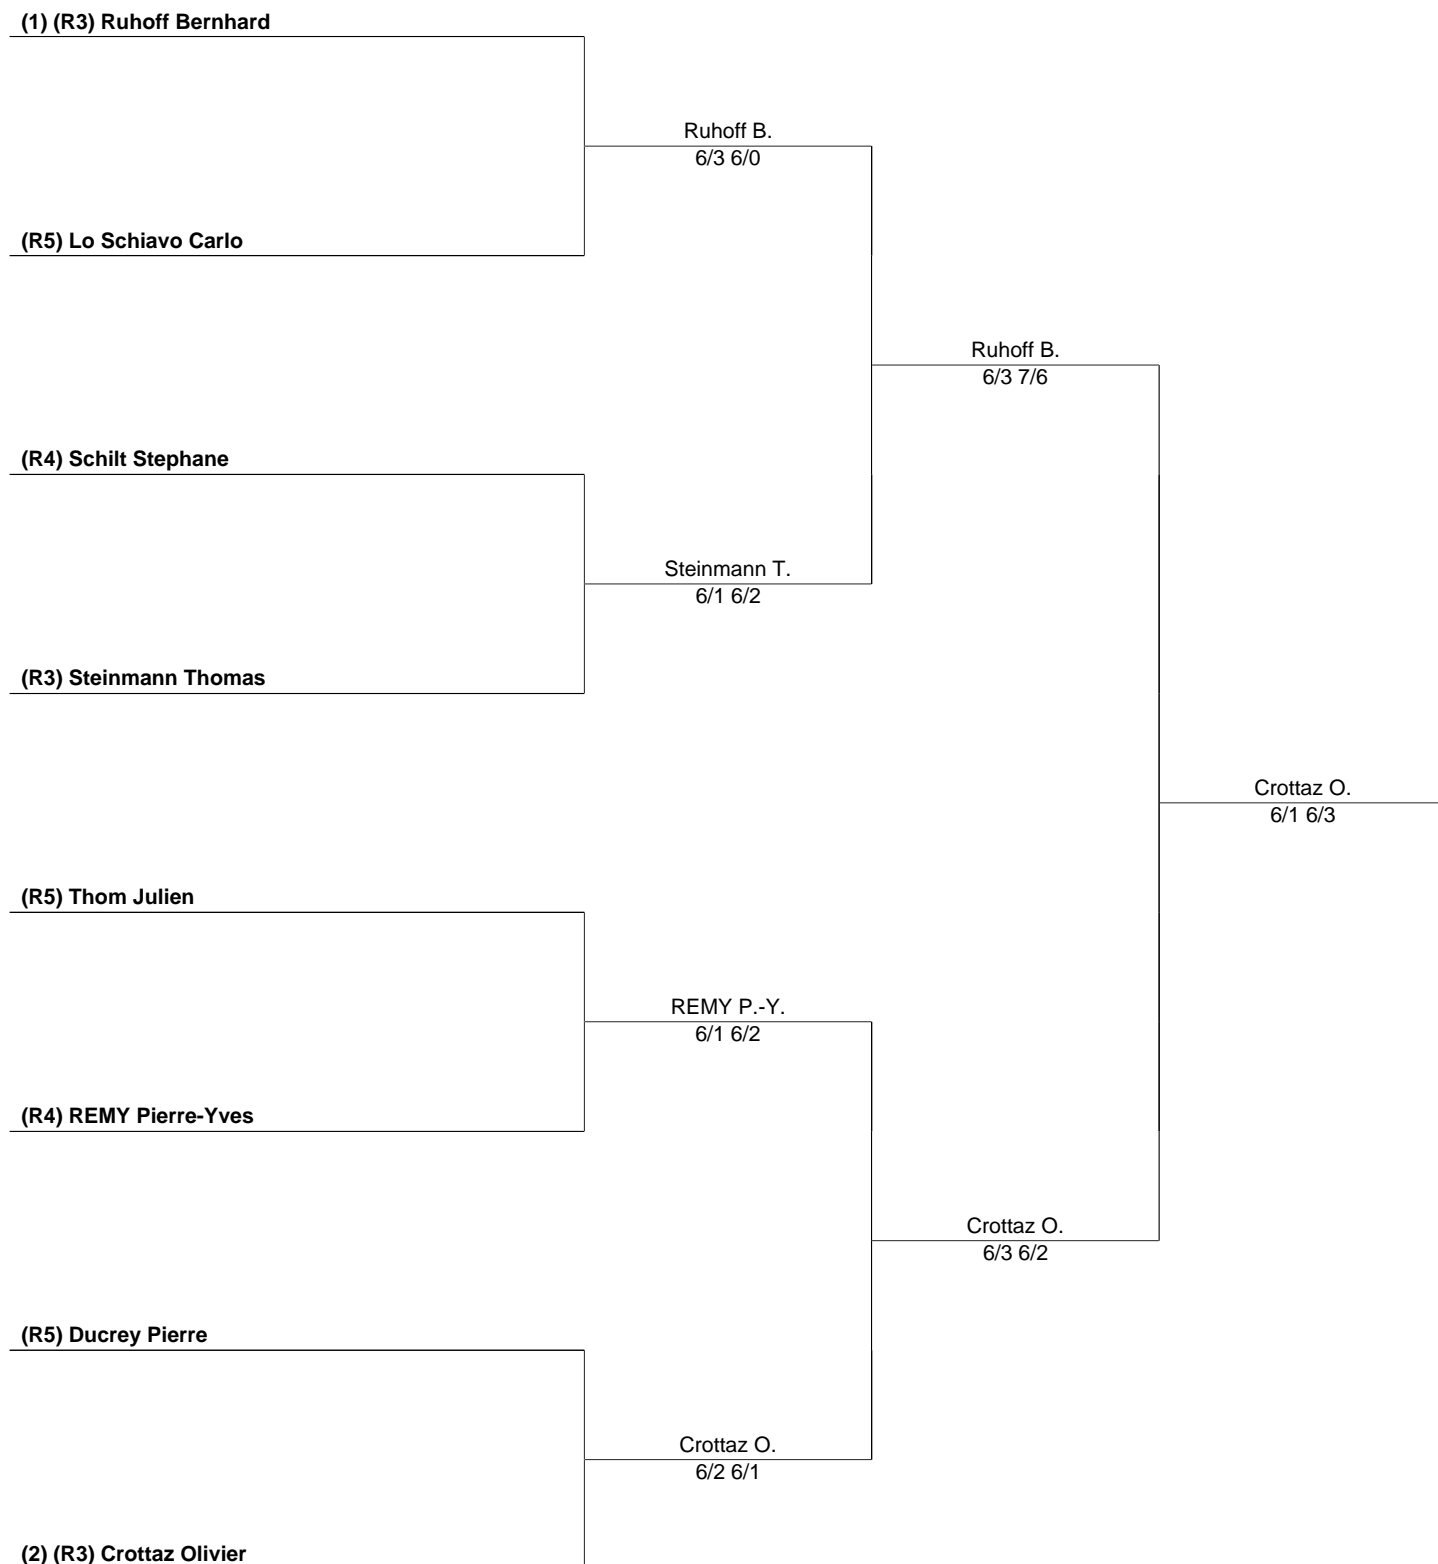 (1) (R3) Ruhoff Bernhard
Ruhoff B.
6/3 6/0
(R5) Lo Schiavo Carlo
Ruhoff B.
6/3 7/6
(R4) Schilt Stephane
Steinmann T.
6/1 6/2
(R3) Steinmann Thomas
Crottaz O.
6/1 6/3
(R5) Thom Julien
REMY P.-Y.
6/1 6/2
(R4) REMY Pierre-Yves
Crottaz O.
6/3 6/2
(R5) Ducrey Pierre
Crottaz O.
6/2 6/1
(2) (R3) Crottaz Olivier